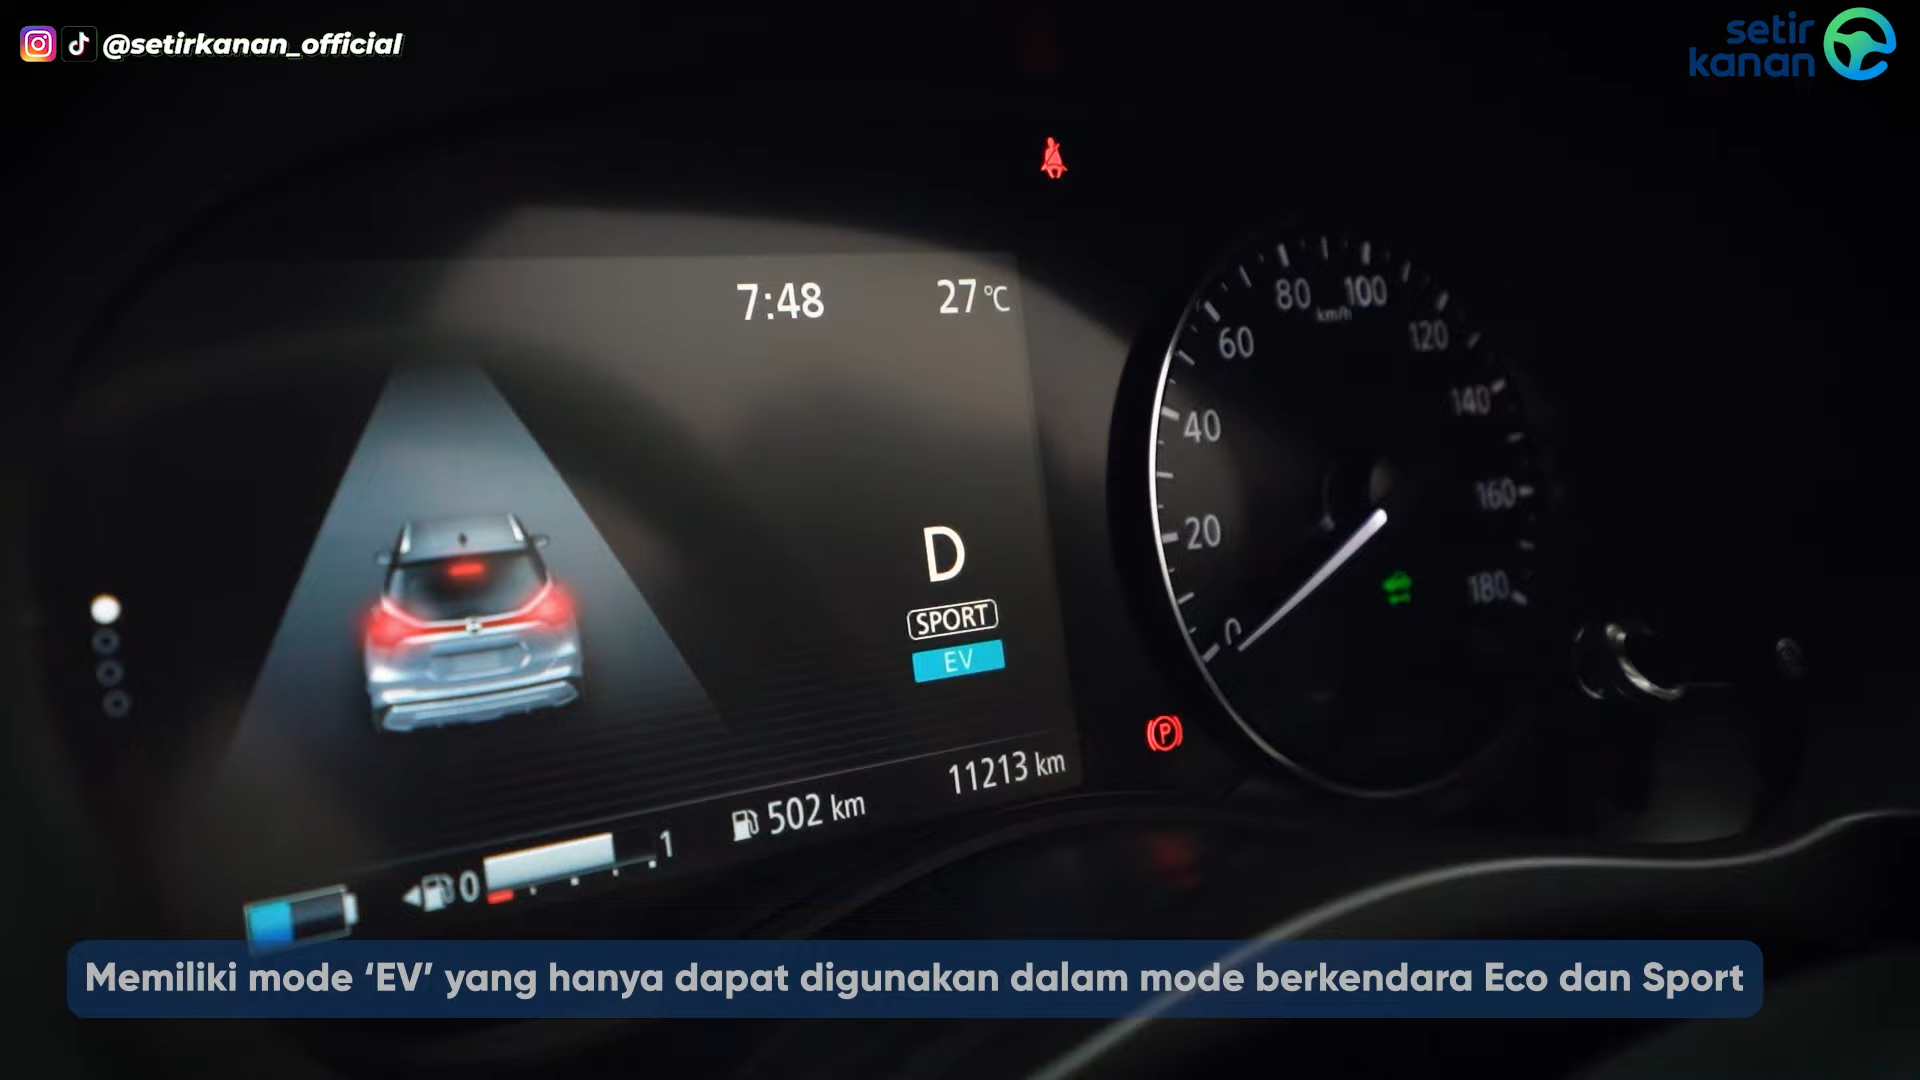 @setirkanan_official
setir
kanan
7:48
27°C
80
100
km/h
60
120
140
40
D
160
20
SPORT
180
EV
0
P
11213 km
502 km
0
1
Memiliki mode ‘EV’ yang hanya dapat digunakan dalam mode berkendara Eco dan Sport